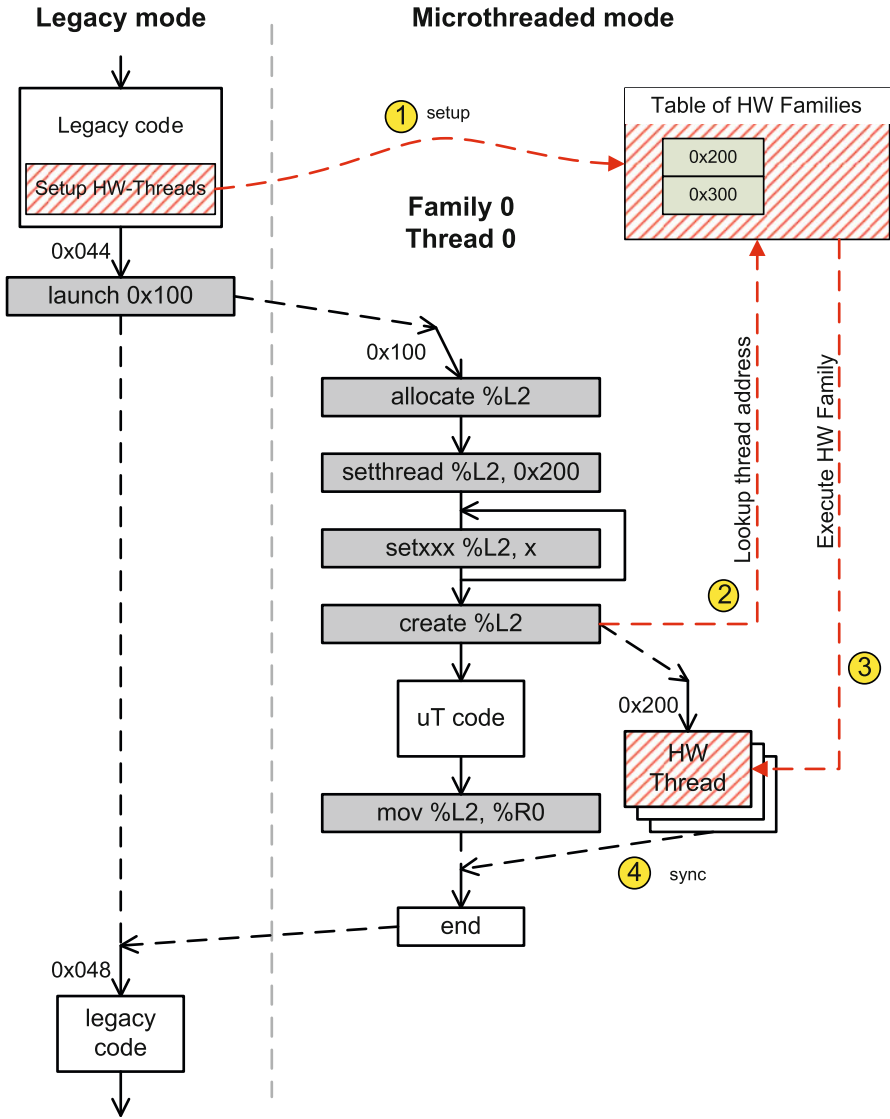 Legacy mode
Microthreaded mode
Legacy code
Setup HW-Threads
1
setup
Table of HW Families
0x200
0x300
Family 0
Thread 0
0x044
launch 0x100
0x100
allocate %L2
setthread %L2, 0x200
setxxx %L2, x
create %L2
2
Lookup thread address
Execute HW Family
3
uT code
0x200
HW
Thread
mov %L2, %R0
4
sync
end
0x048
legacy
code